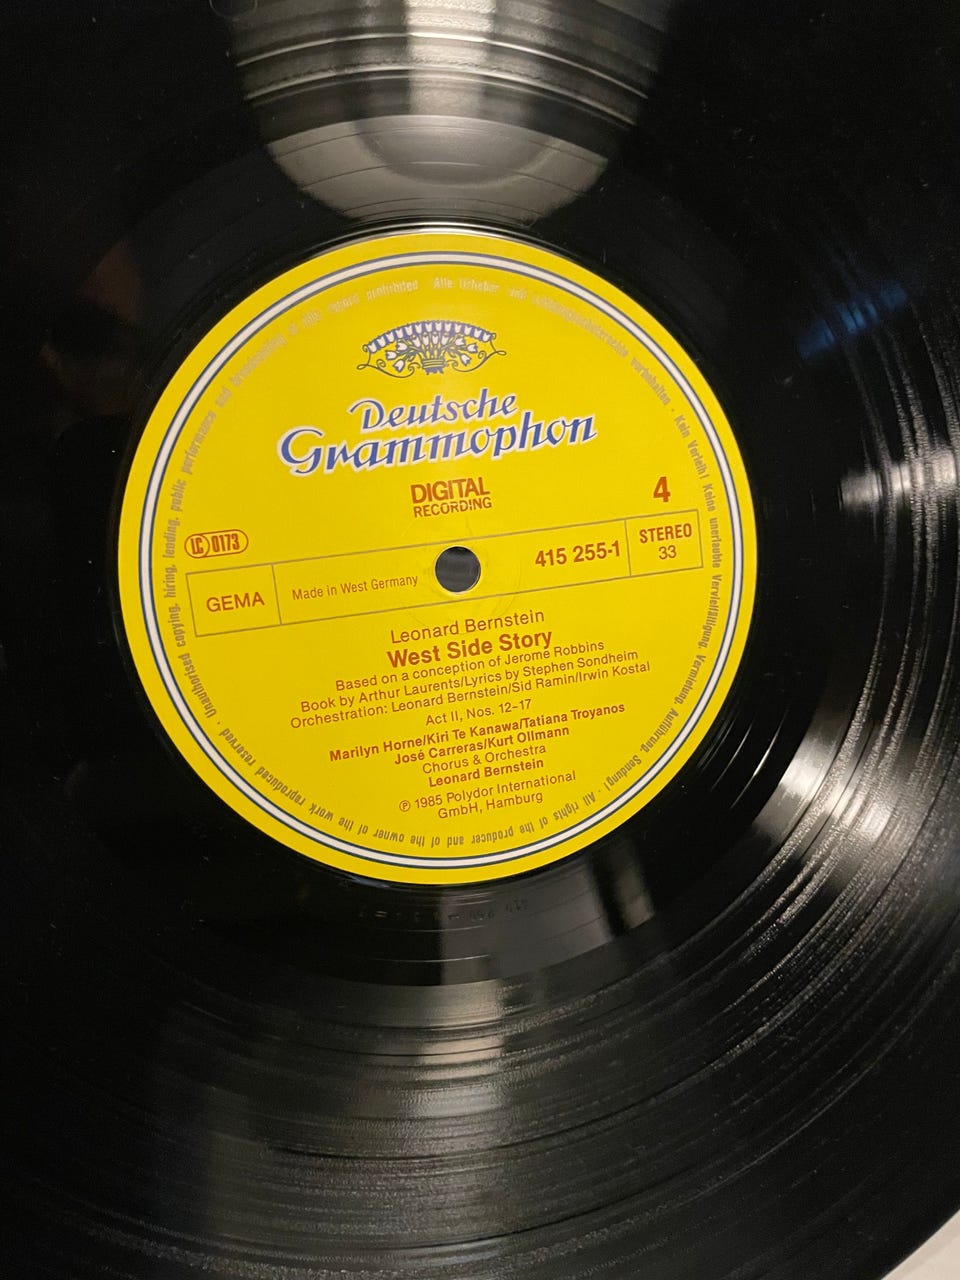 Deutsche
Grammophon
DIGITAL
RECORDING
4
LC 0173
GEMA
Made in West Germany
415 255-1
STEREO
33
Leonard Bernstein
West Side Story
Based on a conception of Jerome Robbins
Book by Arthur Laurents/Lyrics by Stephen Sondheim
Orchestration: Leonard Bernstein/Sid Ramin/Irwin Kostal
Act II, Nos. 12–17
Marilyn Horne/Kiri Te Kanawa/Tatiana Troyanos
José Carreras/Kurt Ollmann
Chorus & Orchestra
Leonard Bernstein
℗ 1985 Polydor International
GmbH, Hamburg
Alle Urheber- und Leistungsschutzrechte vorbehalten · Kein Verleih! Keine unerlaubte Vervielfältigung, Vermietung, Aufführung, Sendung! · All rights of the producer and of the owner of the work reproduced reserved · Unauthorised copying, hiring, lending, public performance and broadcasting of this record prohibited